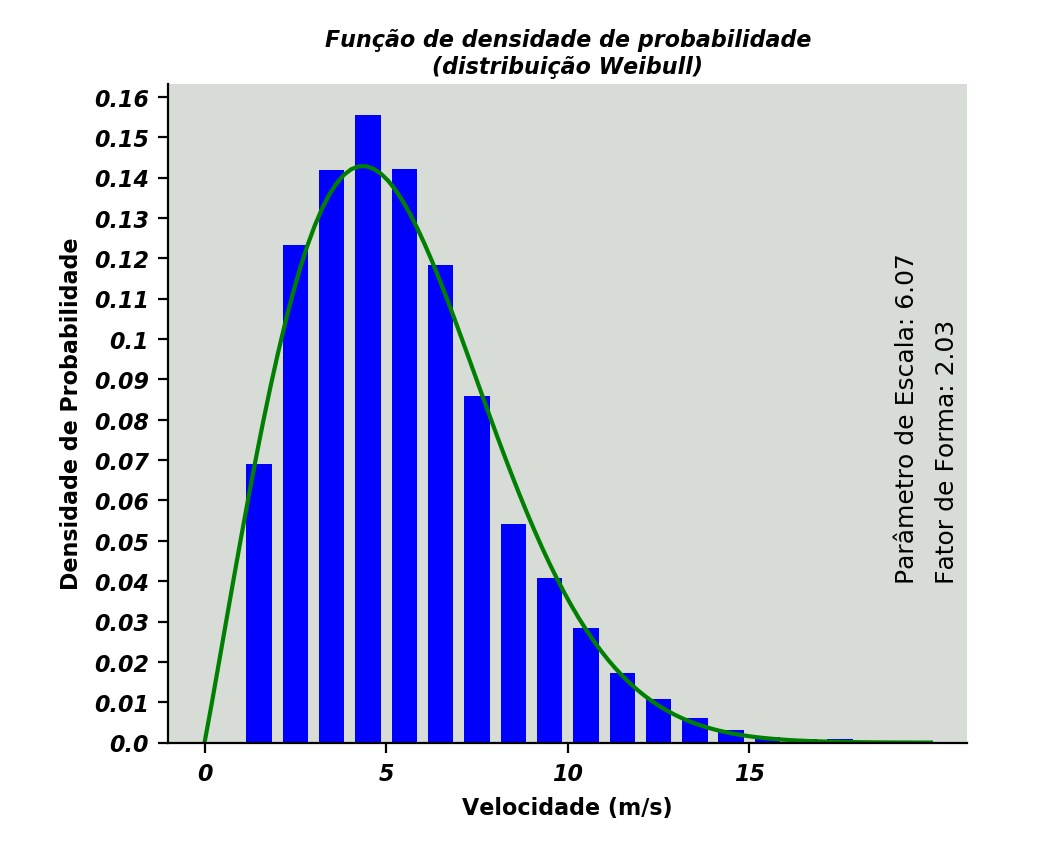 Função de densidade de probabilidade
(distribuição Weibull)
0.16
0.15
0.14
0.13
0.12
0.11
0.1
0.09
0.08
0.07
0.06
0.05
0.04
0.03
0.02
0.01
0.0
Densidade de Probabilidade
Parâmetro de Escala: 6.07
Fator de Forma: 2.03
0 5 10 15
Velocidade (m/s)